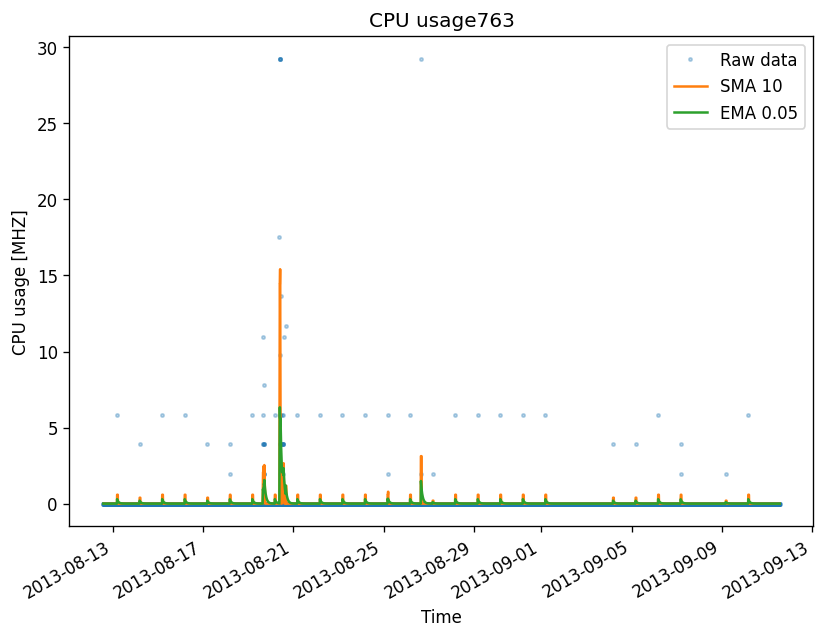 CPU usage763
30
25
20
15
10
5
0
CPU usage [MHZ]
Raw data
SMA 10
EMA 0.05
2013-08-13
2013-08-17
2013-08-21
2013-08-25
2013-08-29
2013-09-01
2013-09-05
2013-09-09
2013-09-13
Time